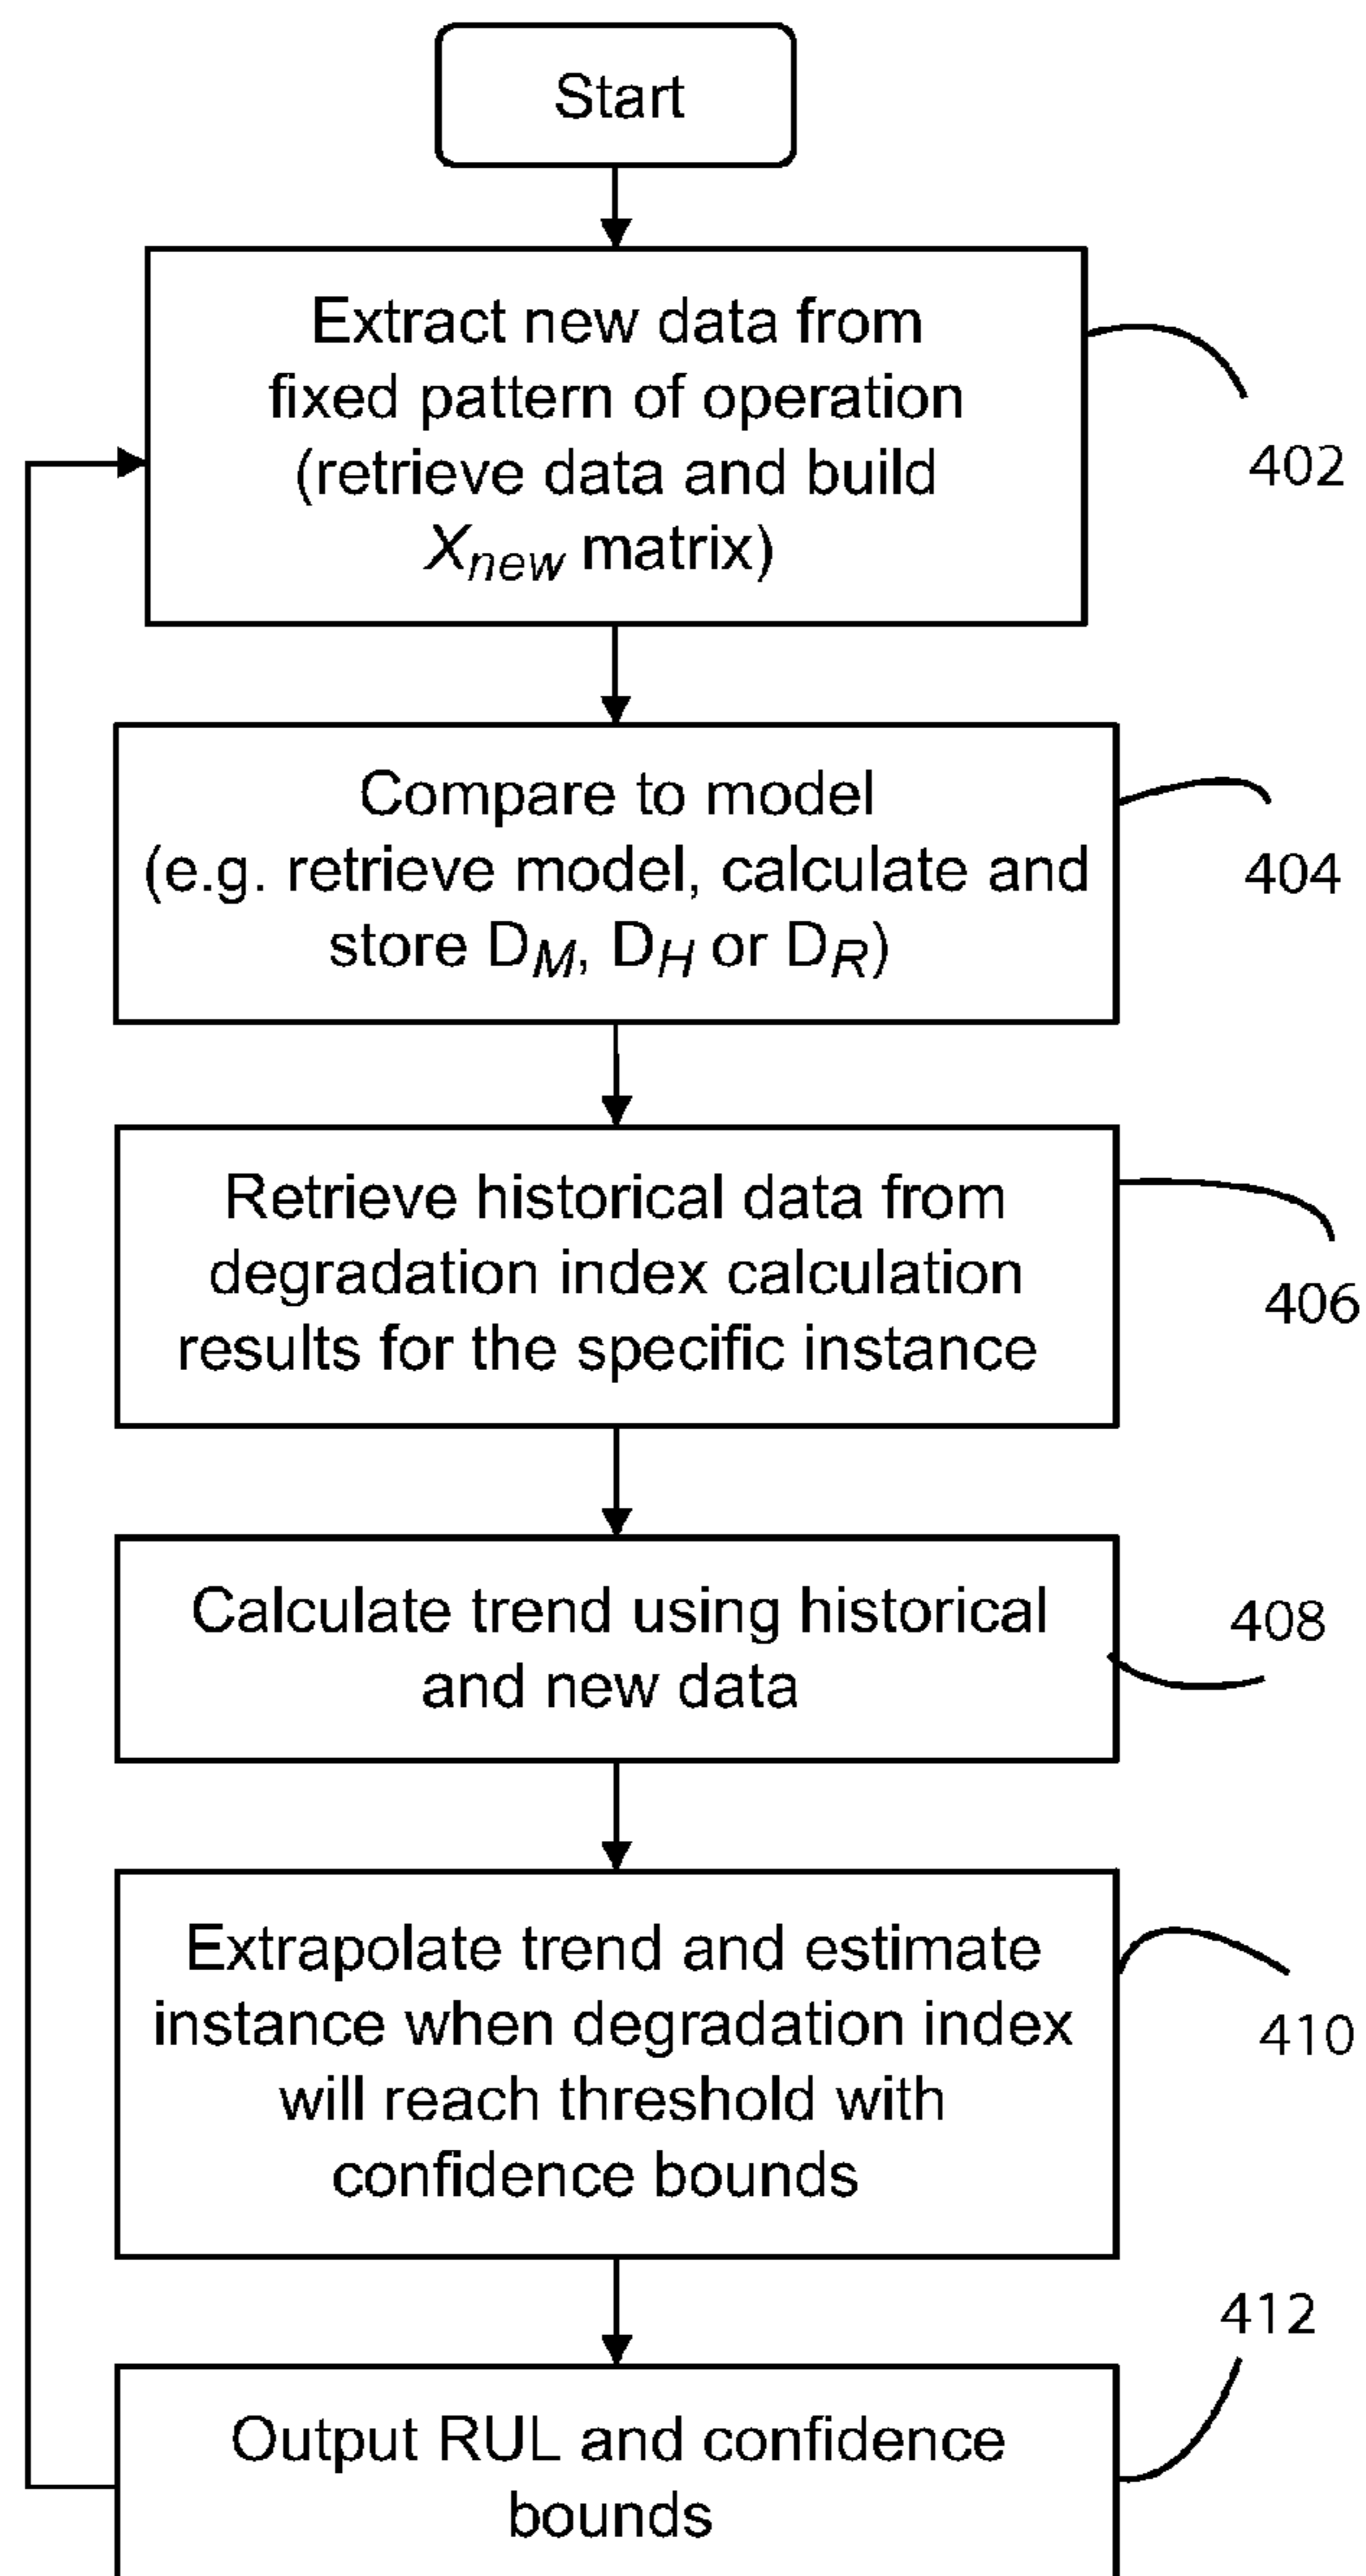 Start
Extract new data from
fixed pattern of operation
(retrieve data and build
Xnew matrix)
402
Compare to model
(e.g. retrieve model, calculate and
store DM, DH or DR)
404
Retrieve historical data from
degradation index calculation
results for the specific instance
406
Calculate trend using historical
and new data
408
Extrapolate trend and estimate
instance when degradation index
will reach threshold with
confidence bounds
410
412
Output RUL and confidence
bounds